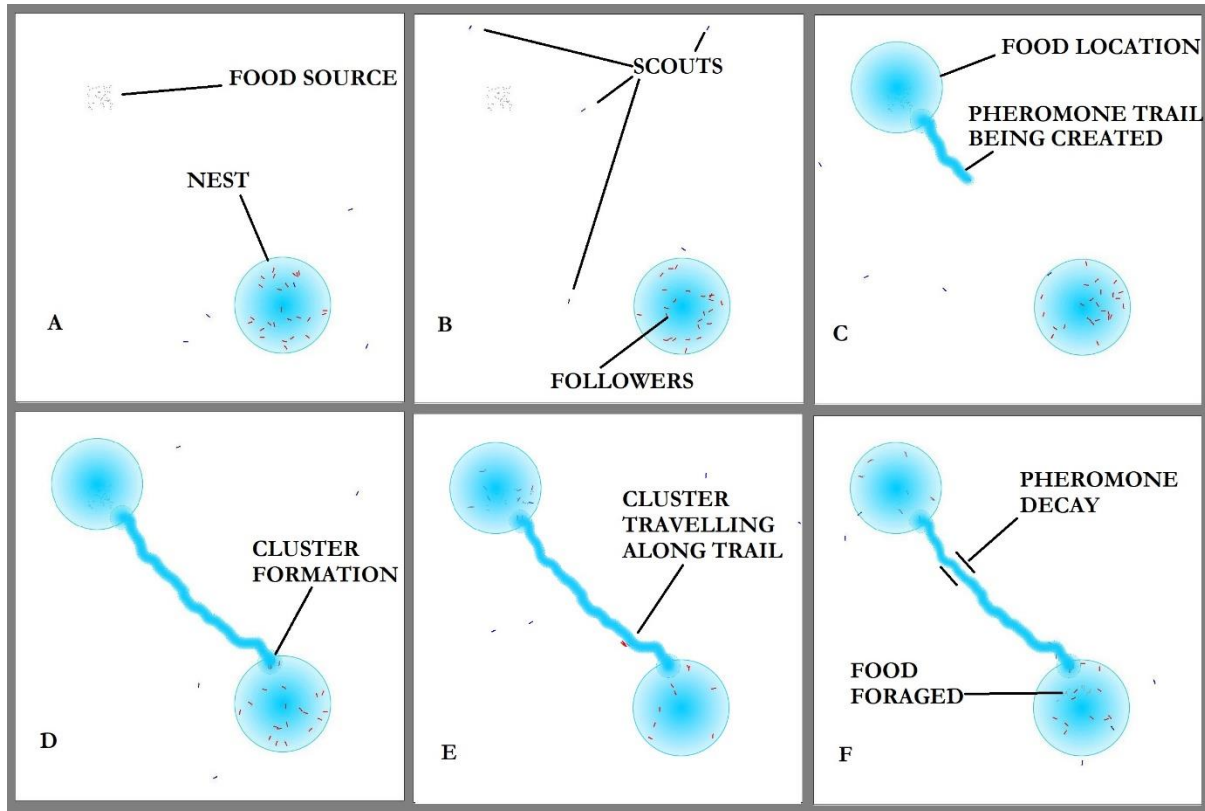 FOOD SOURCE
NEST
A
SCOUTS
B
FOLLOWERS
FOOD LOCATION
PHEROMONE TRAIL
BEING CREATED
C
CLUSTER
FORMATION
D
CLUSTER
TRAVELLING
ALONG TRAIL
E
PHEROMONE
DECAY
FOOD
FORAGED
F